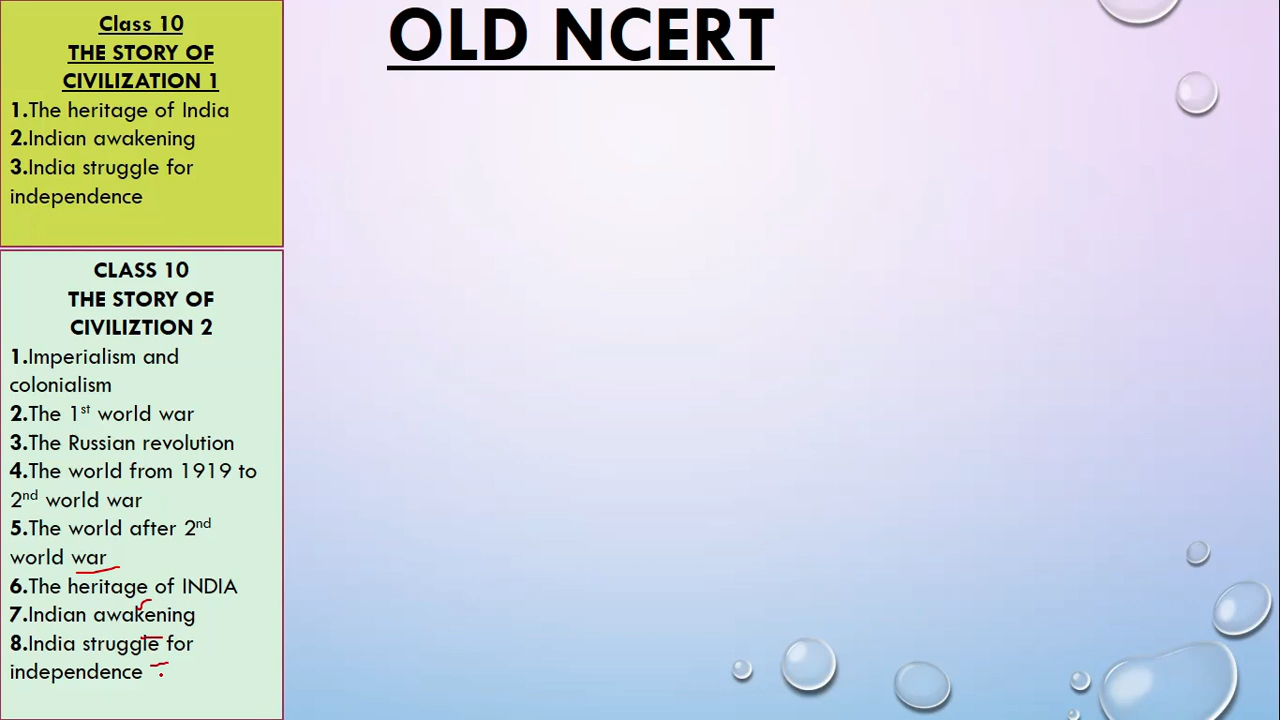 Class 10
THE STORY OF
CIVILIZATION 1
1.The heritage of India
2.Indian awakening
3.India struggle for
independence
OLD NCERT
CLASS 10
THE STORY OF
CIVILIZTION 2
1.Imperialism and
colonialism
2.The 1st world war
3.The Russian revolution
4.The world from 1919 to
2nd world war
5.The world after 2nd
world war
6.The heritage of INDIA
7.Indian awakening
8.India struggle for
independence